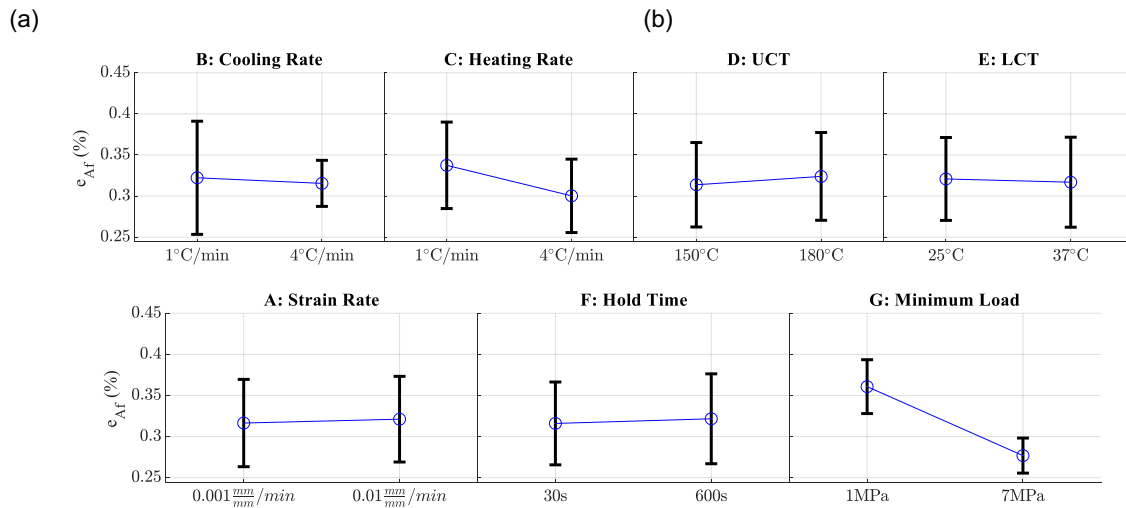 (a) (b)
B: Cooling Rate C: Heating Rate D: UCT E: LCT
0.45
0.4
0.35
0.3
0.25
e_Af (%)
1°C/min 4°C/min 1°C/min 4°C/min 150°C 180°C 25°C 37°C
A: Strain Rate F: Hold Time G: Minimum Load
0.45
0.4
0.35
0.3
0.25
e_Af (%)
0.001 mm/mm/min 0.01 mm/mm/min 30s 600s 1MPa 7MPa